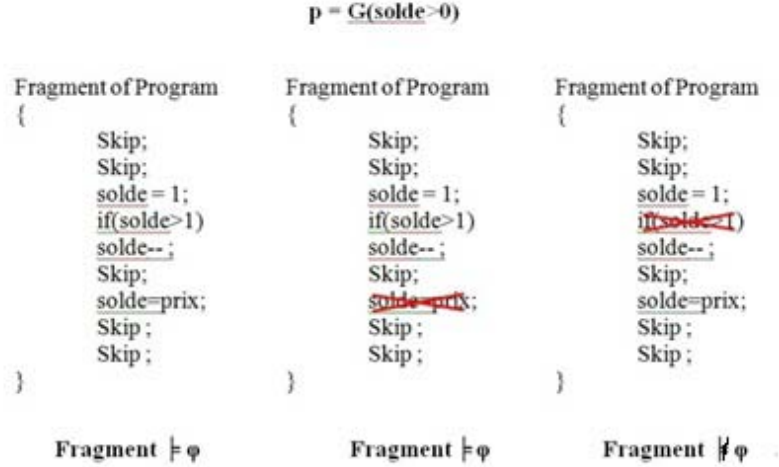 p = G(solde>0)
Fragment of Program
{
Skip;
Skip;
solde = 1;
if(solde>1)
solde-- ;
Skip;
solde=prix;
Skip ;
Skip ;
}
Fragment ⊨ φ
Fragment of Program
{
Skip;
Skip;
solde = 1;
if(solde>1)
solde-- ;
Skip;
solde=prix;
Skip ;
Skip ;
}
Fragment ⊨ φ
Fragment of Program
{
Skip;
Skip;
solde = 1;
if(solde>1)
solde-- ;
Skip;
solde=prix;
Skip ;
Skip ;
}
Fragment ⊭ φ